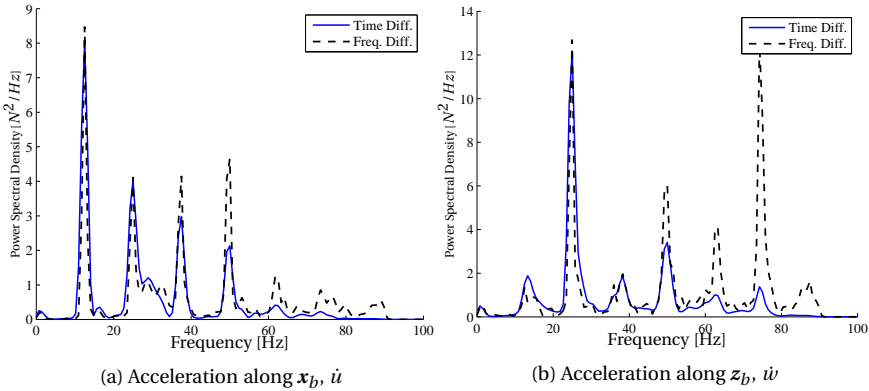 9
8
7
6
5
4
3
2
1
0
0 20 40 60 80 100
Power Spectral Density [N²/Hz]
Frequency [Hz]
Time Diff.
Freq. Diff.
(a) Acceleration along x_b, u̇
14
12
10
8
6
4
2
0
0 20 40 60 80 100
Power Spectral Density [N²/Hz]
Frequency [Hz]
Time Diff.
Freq. Diff.
(b) Acceleration along z_b, ẇ